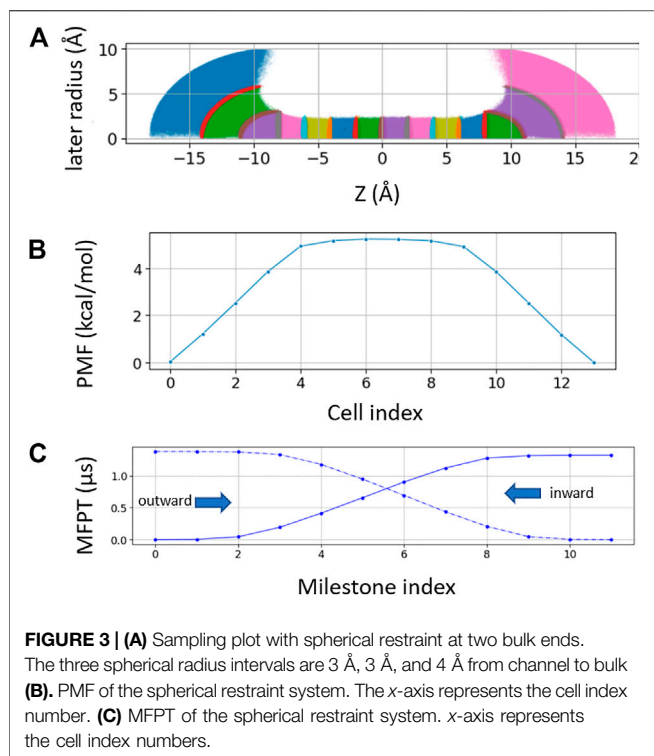 A
later radius (Å)
10
5
0
−15
−10
−5
0
5
10
15
2
Z (Å)
B
PMF (kcal/mol)
4
2
0
0
2
4
6
8
10
12
Cell index
C
MFPT (μs)
1.0
0.5
0.0
outward
inward
0
2
4
6
8
10
Milestone index
FIGURE 3 | (A) Sampling plot with spherical restraint at two bulk ends.
The three spherical radius intervals are 3 Å, 3 Å, and 4 Å from channel to bulk
(B). PMF of the spherical restraint system. The x-axis represents the cell index
number. (C) MFPT of the spherical restraint system. x-axis represents
the cell index numbers.